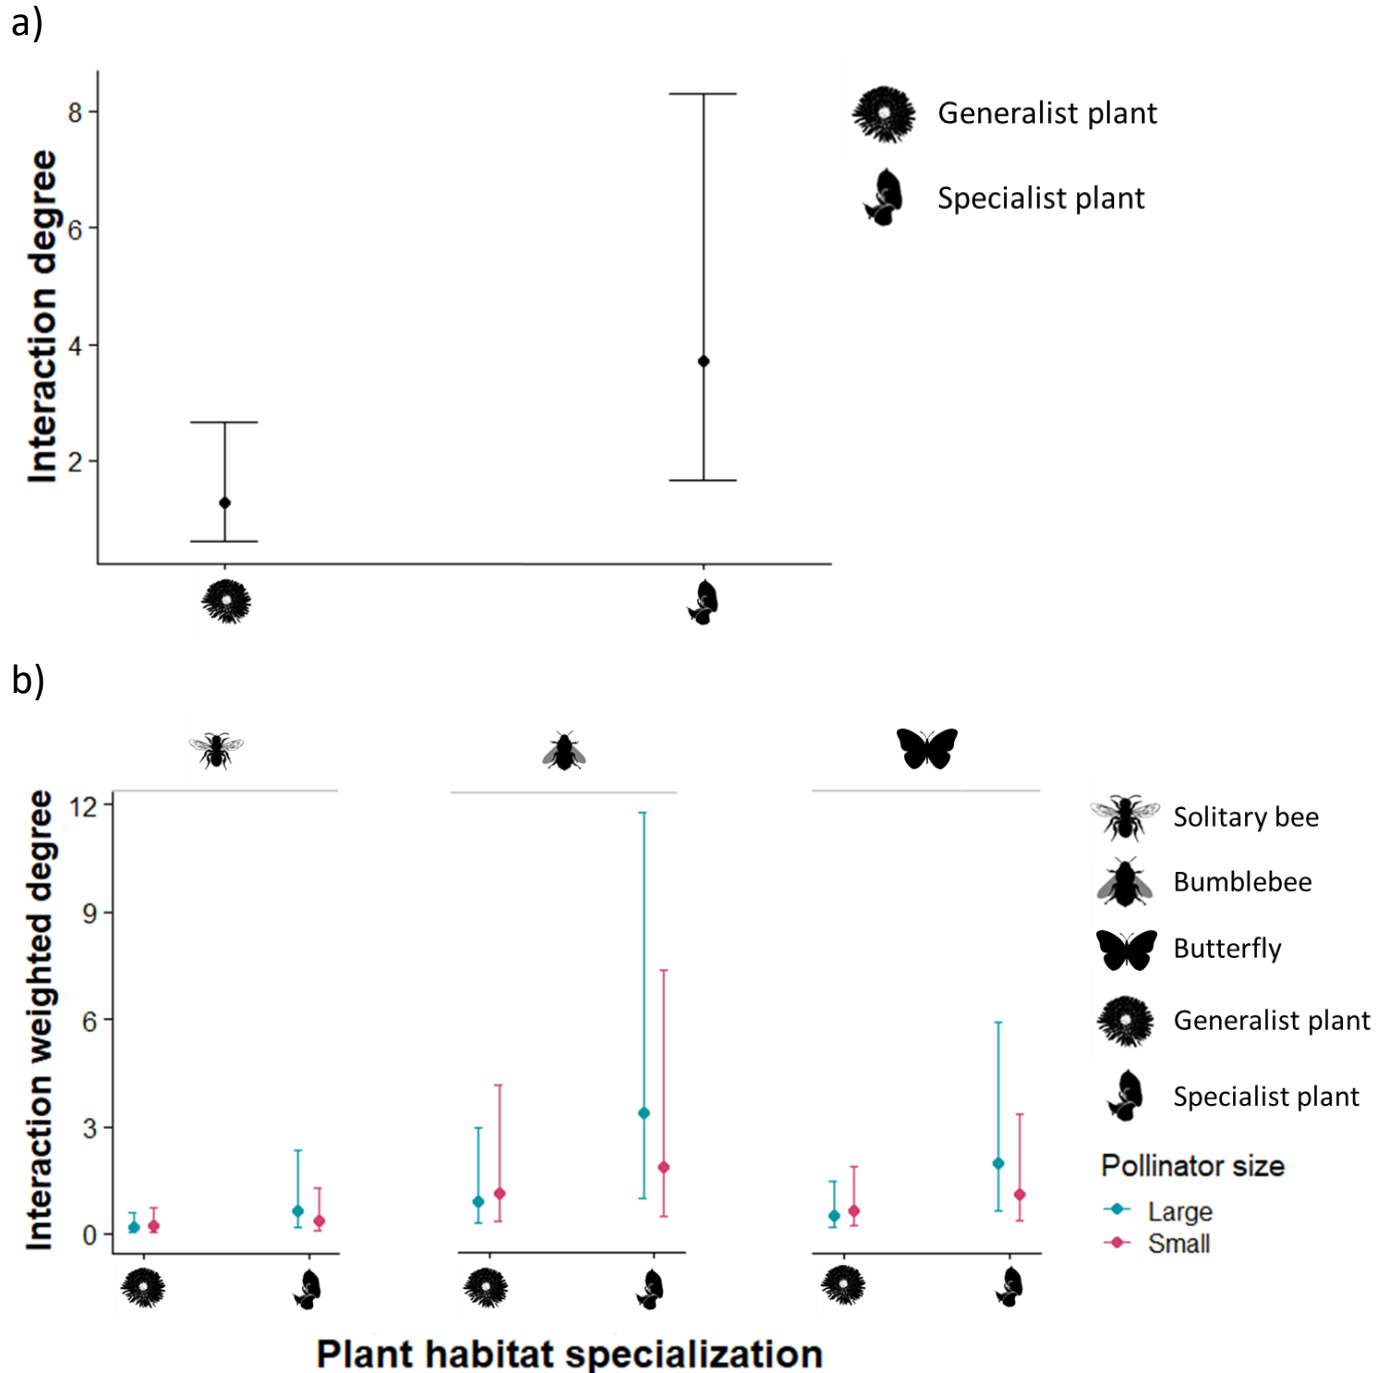 a)
Interaction degree
8
6
4
2
Generalist plant
Specialist plant
b)
Interaction weighted degree
12
9
6
3
0
Solitary bee
Bumblebee
Butterfly
Generalist plant
Specialist plant
Pollinator size
Large
Small
Plant habitat specialization